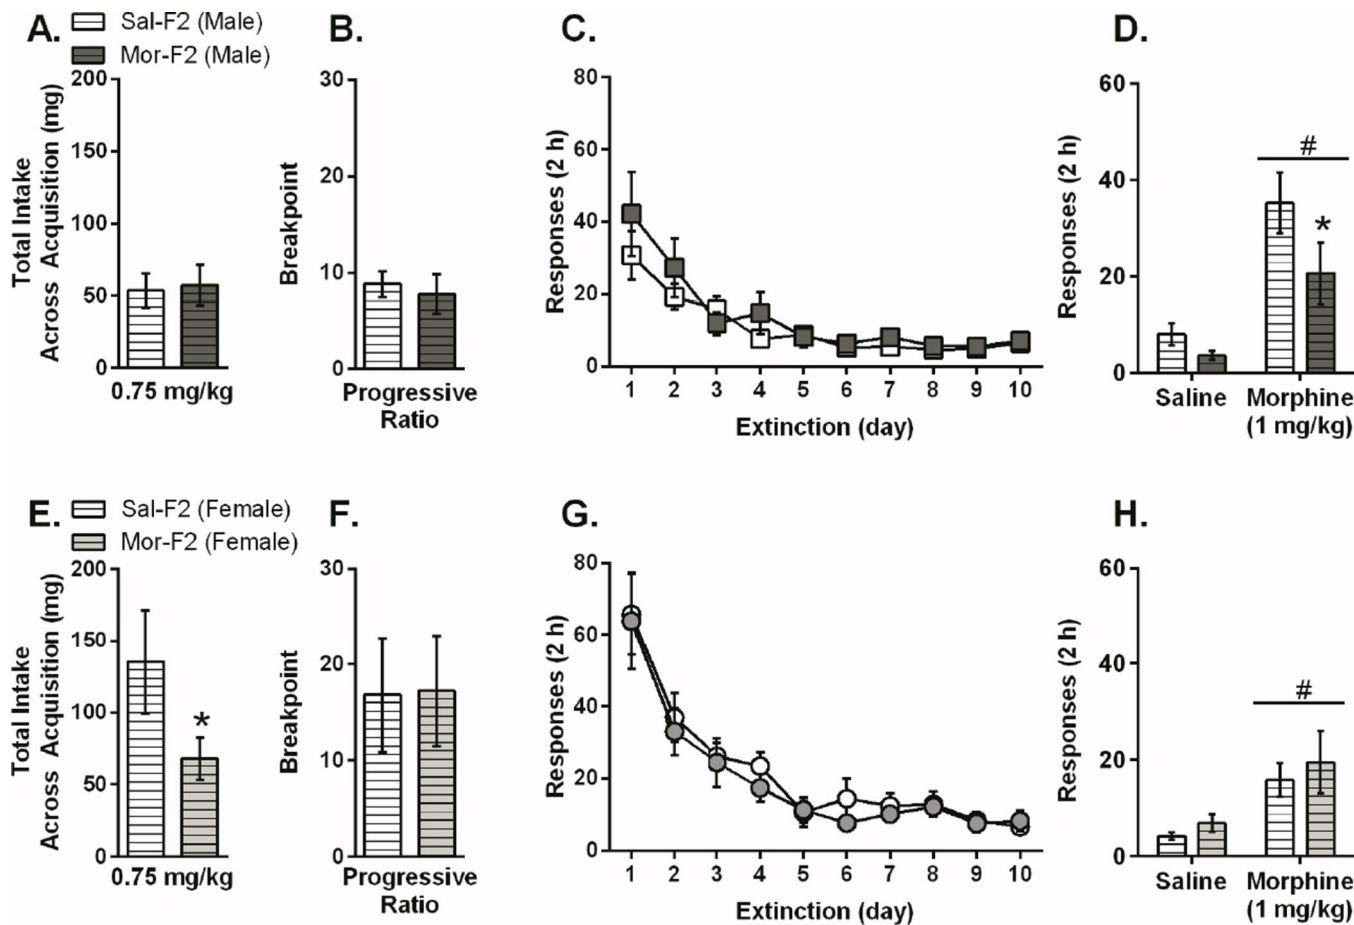 A.
Sal-F2 (Male)
Mor-F2 (Male)
Total Intake
Across Acquisition (mg)
200
150
100
50
0
0.75 mg/kg
B.
Breakpoint
30
20
10
0
Progressive
Ratio
C.
Responses (2 h)
80
60
40
20
0
1 2 3 4 5 6 7 8 9 10
Extinction (day)
D.
Responses (2 h)
60
40
20
0
#
*
Saline
Morphine
(1 mg/kg)
E.
Sal-F2 (Female)
Mor-F2 (Female)
Total Intake
Across Acquisition (mg)
200
150
100
50
0
*
0.75 mg/kg
F.
Breakpoint
30
20
10
0
Progressive
Ratio
G.
Responses (2 h)
80
60
40
20
0
1 2 3 4 5 6 7 8 9 10
Extinction (day)
H.
Responses (2 h)
60
40
20
0
#
Saline
Morphine
(1 mg/kg)